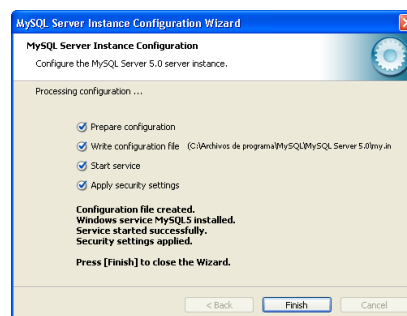 MySQL Server Instance Configuration Wizard
MySQL Server Instance Configuration
Configure the MySQL Server 5.0 server instance.
Processing configuration ...
Prepare configuration
Write configuration file (C:\Archivos de programa\MySQL\MySQL Server 5.0\my.in
Start service
Apply security settings
Configuration file created.
Windows service MySQL5 installed.
Service started successfully.
Security settings applied.
Press [Finish] to close the Wizard.
< Back Finish Cancel